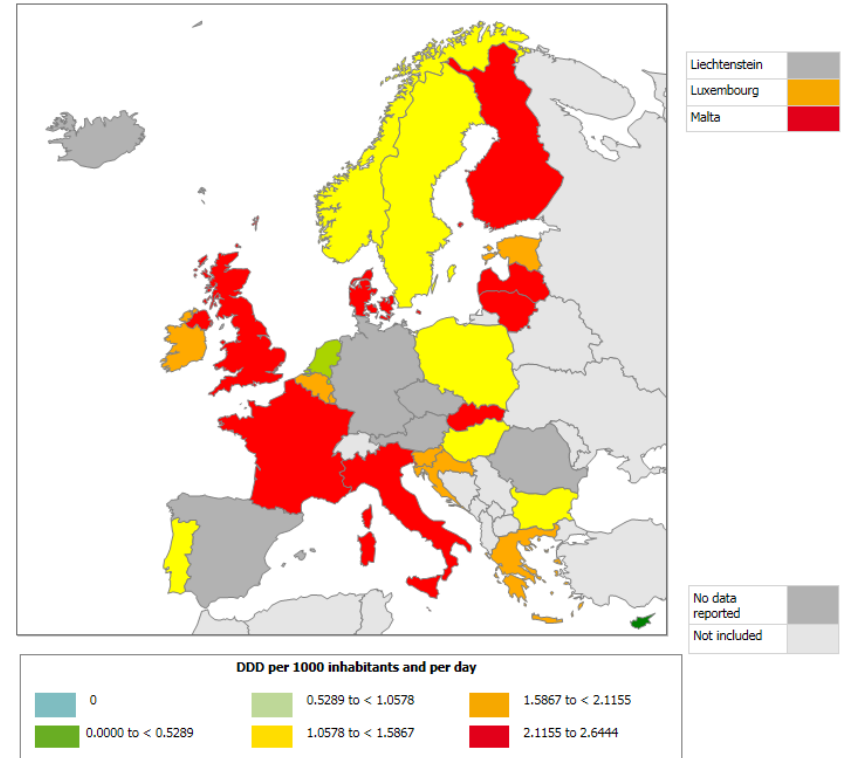 Liechtenstein
Luxembourg
Malta
No data
reported
Not included
DDD per 1000 inhabitants and per day
0
0.5289 to < 1.0578
1.5867 to < 2.1155
0.0000 to < 0.5289
1.0578 to < 1.5867
2.1155 to 2.6444